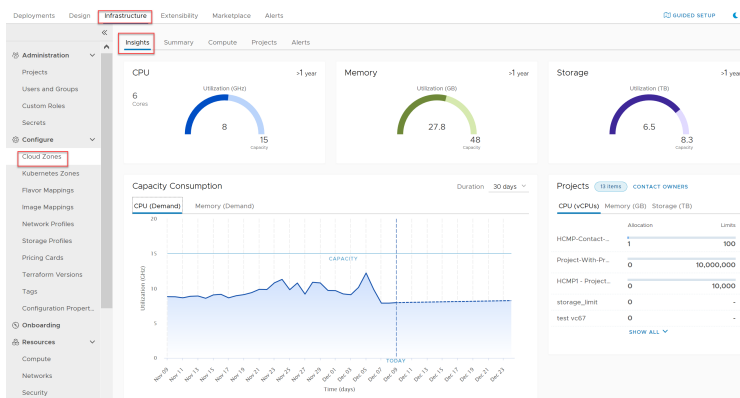 Deployments Design Infrastructure Extensibility Marketplace Alerts GUIDED SETUP
Insights Summary Compute Projects Alerts
Administration
Projects
Users and Groups
Custom Roles
Secrets
Configure
Cloud Zones
Kubernetes Zones
Flavor Mappings
Image Mappings
Network Profiles
Storage Profiles
Pricing Cards
Terraform Versions
Tags
Configuration Propert...
Onboarding
Resources
Compute
Networks
Security
CPU >1 year
Utilization (GHz)
6
Cores
8
15
Capacity
Memory >1 year
Utilization (GB)
27.8
48
Capacity
Storage >1 year
Utilization (TB)
6.5
8.3
Capacity
Capacity Consumption Duration 30 days
CPU (Demand) Memory (Demand)
Utilization (GHz)
20
15
10
5
0
CAPACITY
TODAY
Nov 09 Nov 11 Nov 13 Nov 15 Nov 17 Nov 19 Nov 21 Nov 23 Nov 25 Nov 27 Nov 29 Dec 01 Dec 03 Dec 05 Dec 07 Dec 09 Dec 11 Dec 13 Dec 15 Dec 17 Dec 19 Dec 21 Dec 23
Time (days)
Projects 13 items CONTACT OWNERS
CPU (vCPUs) Memory (GB) Storage (TB)
Allocation Limits
HCMP-Contact-... 1 100
Project-With-Pr... 0 10,000,000
HCMP1 - Project... 0 10,000
storage_limit 0 -
test vc67 0 -
SHOW ALL